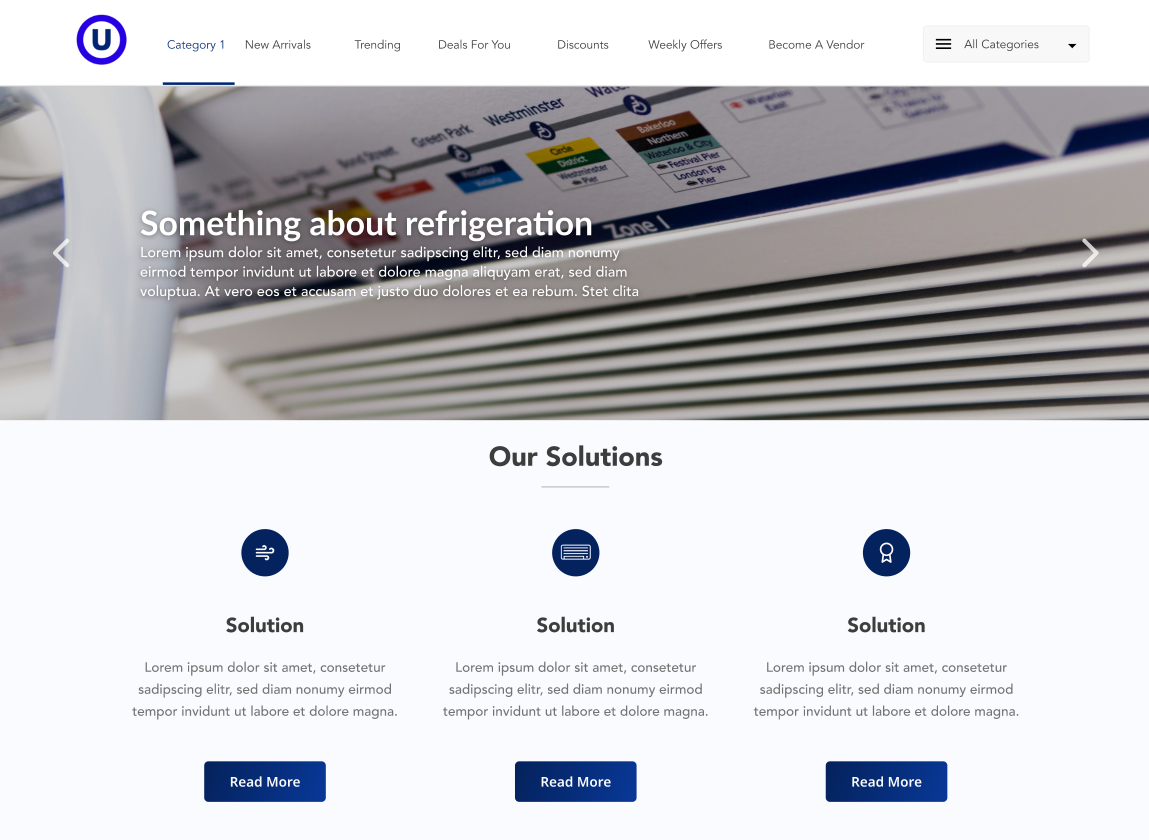 U
Category 1
New Arrivals
Trending
Deals For You
Discounts
Weekly Offers
Become A Vendor
All Categories
Bond Street
Green Park
Westminster
Wate
Circle
District
Westminster
Pier
Piccadilly
Victoria
Bakerloo
Northern
Waterloo & City
Festival Pier
London Eye
Pier
Waterloo
East
Zone 1
Something about refrigeration
Lorem ipsum dolor sit amet, consetetur sadipscing elitr, sed diam nonumy
eirmod tempor invidunt ut labore et dolore magna aliquyam erat, sed diam
voluptua. At vero eos et accusam et justo duo dolores et ea rebum. Stet clita
Our Solutions
Solution
Lorem ipsum dolor sit amet, consetetur
sadipscing elitr, sed diam nonumy eirmod
tempor invidunt ut labore et dolore magna.
Read More
Solution
Lorem ipsum dolor sit amet, consetetur
sadipscing elitr, sed diam nonumy eirmod
tempor invidunt ut labore et dolore magna.
Read More
Solution
Lorem ipsum dolor sit amet, consetetur
sadipscing elitr, sed diam nonumy eirmod
tempor invidunt ut labore et dolore magna.
Read More